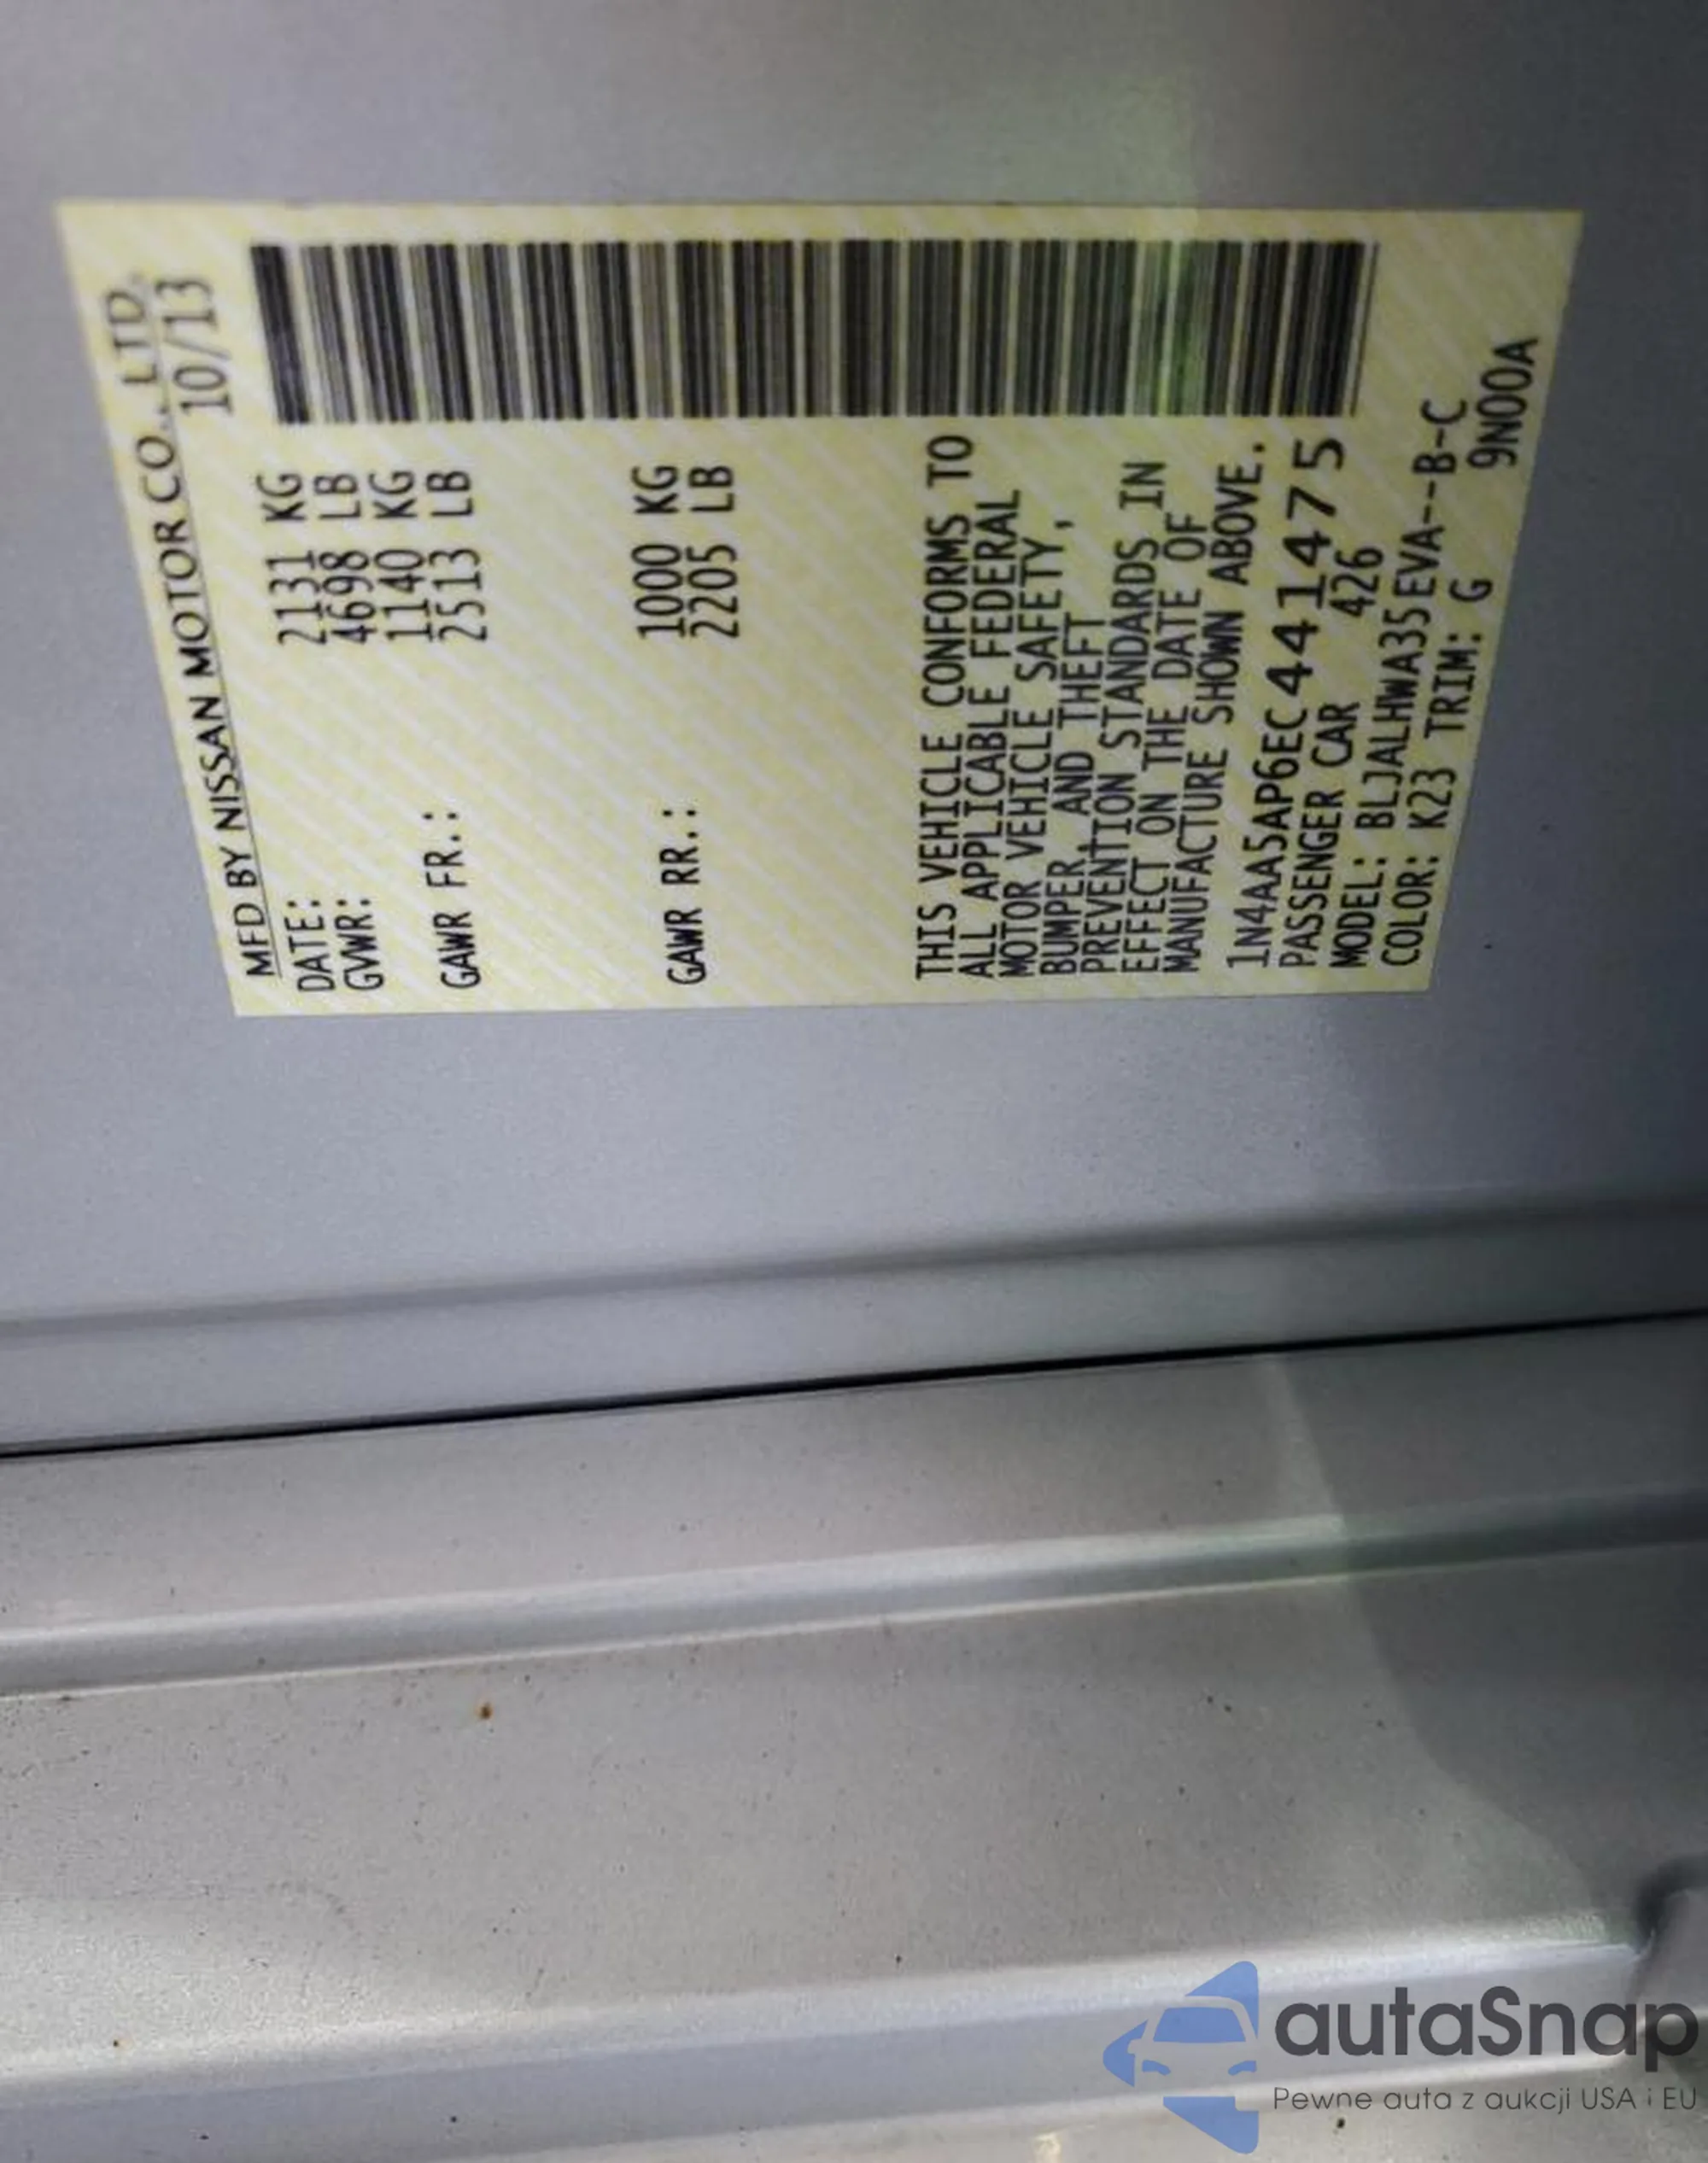 MFD BY NISSAN MOTOR CO., LTD.
DATE: 10/13
GVWR: 2131 KG
4698 LB
GAWR FR.: 1140 KG
2513 LB
GAWR RR.: 1000 KG
2205 LB
THIS VEHICLE CONFORMS TO
ALL APPLICABLE FEDERAL
MOTOR VEHICLE SAFETY,
BUMPER, AND THEFT
PREVENTION STANDARDS IN
EFFECT ON THE DATE OF
MANUFACTURE SHOWN ABOVE.
1N4AA5AP6EC441475
PASSENGER CAR 426
MODEL: BLJALHWA35EVA--B-C
COLOR: K23 TRIM: G
9N00A
autaSnap
Pewne auta z aukcji USA i EU